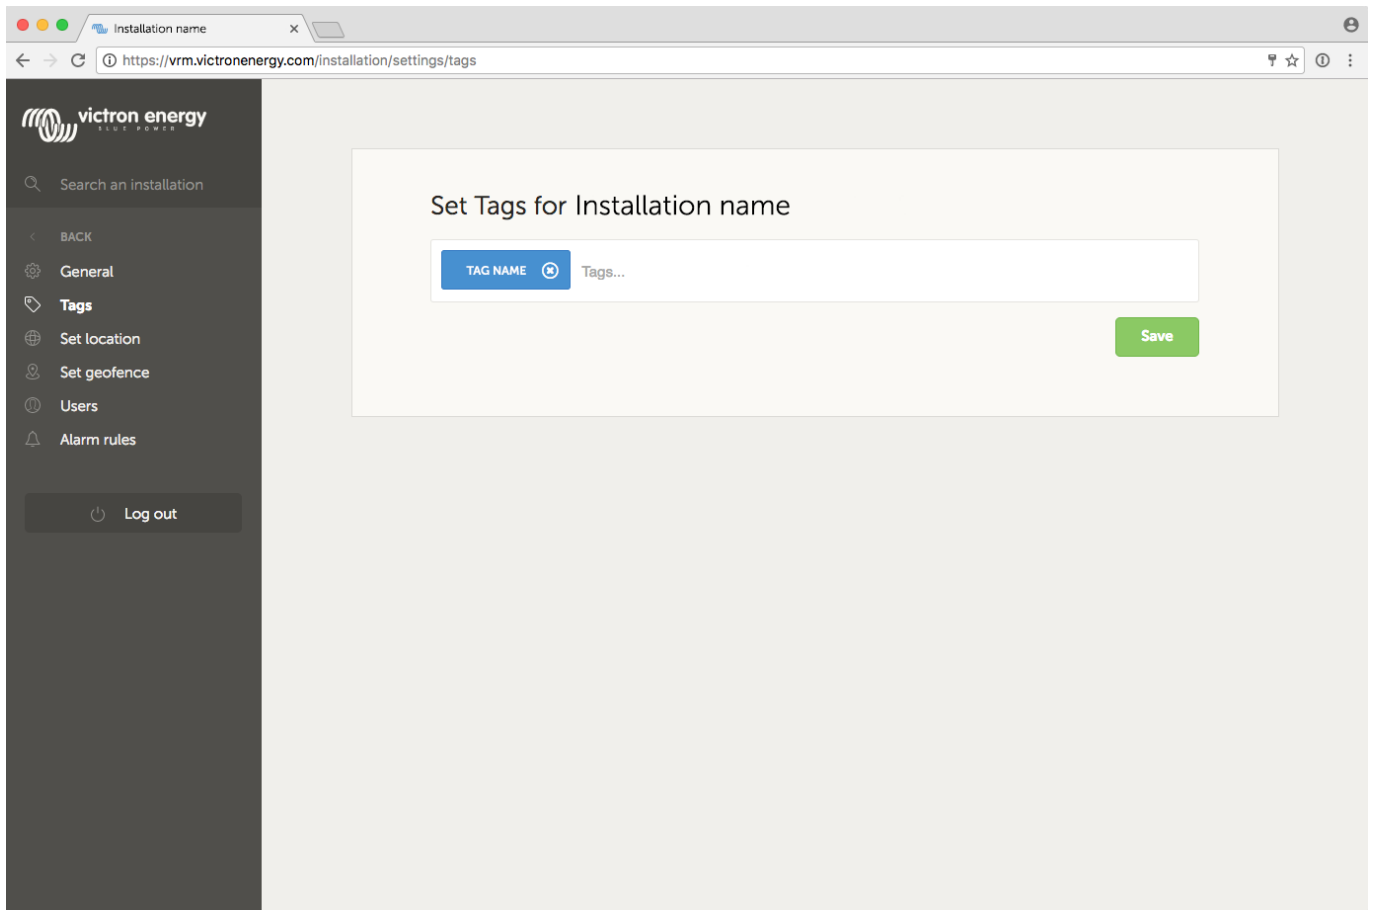 Installation name
https://vrm.victronenergy.com/installation/settings/tags
victron energy
BLUE POWER
Search an installation
BACK
General
Tags
Set location
Set geofence
Users
Alarm rules
Log out
Set Tags for Installation name
TAG NAME Tags...
Save